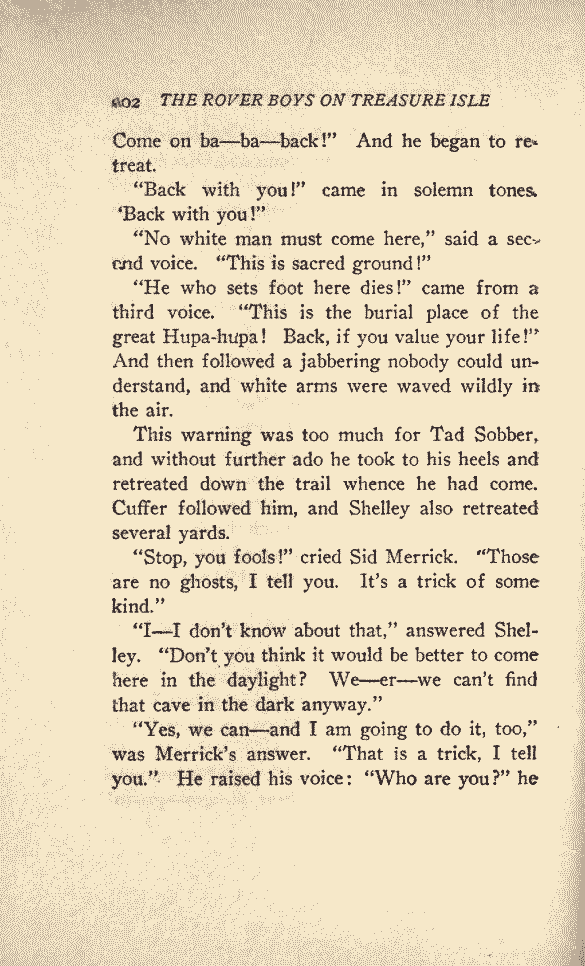 202 THE ROVER BOYS ON TREASURE ISLE
Come on ba—ba—back!" And he began to re-
treat.
"Back with you!" came in solemn tones.
'Back with you!"
"No white man must come here," said a sec-
ond voice. "This is sacred ground!"
"He who sets foot here dies!" came from a
third voice. "This is the burial place of the
great Hupa-hupa! Back, if you value your life!"
And then followed a jabbering nobody could un-
derstand, and white arms were waved wildly in
the air.
This warning was too much for Tad Sobber,
and without further ado he took to his heels and
retreated down the trail whence he had come.
Cuffer followed him, and Shelley also retreated
several yards.
"Stop, you fools!" cried Sid Merrick. "Those
are no ghosts, I tell you. It's a trick of some
kind."
"I—I don't know about that," answered Shel-
ley. "Don't you think it would be better to come
here in the daylight? We—er—we can't find
that cave in the dark anyway."
"Yes, we can—and I am going to do it, too,"
was Merrick's answer. "That is a trick, I tell
you." He raised his voice: "Who are you?" he